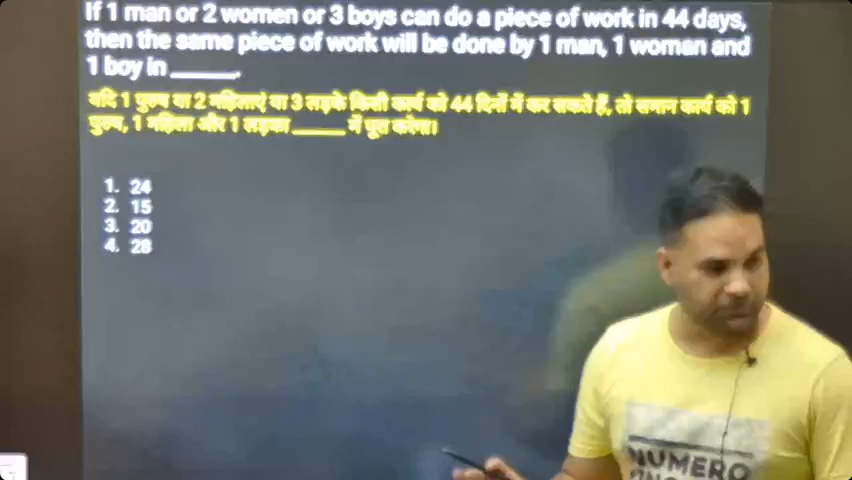 If 1 man or 2 women or 3 boys can do a piece of work in 44 days,
then the same piece of work will be done by 1 man, 1 woman and
1 boy in ______.
यदि 1 पुरुष या 2 महिलाएं या 3 लड़के किसी कार्य को 44 दिनों में कर सकते हैं, तो समान कार्य को 1
पुरुष, 1 महिला और 1 लड़का ______ में पूरा करेगा।
1. 24
2. 15
3. 20
4. 28
NUMERO